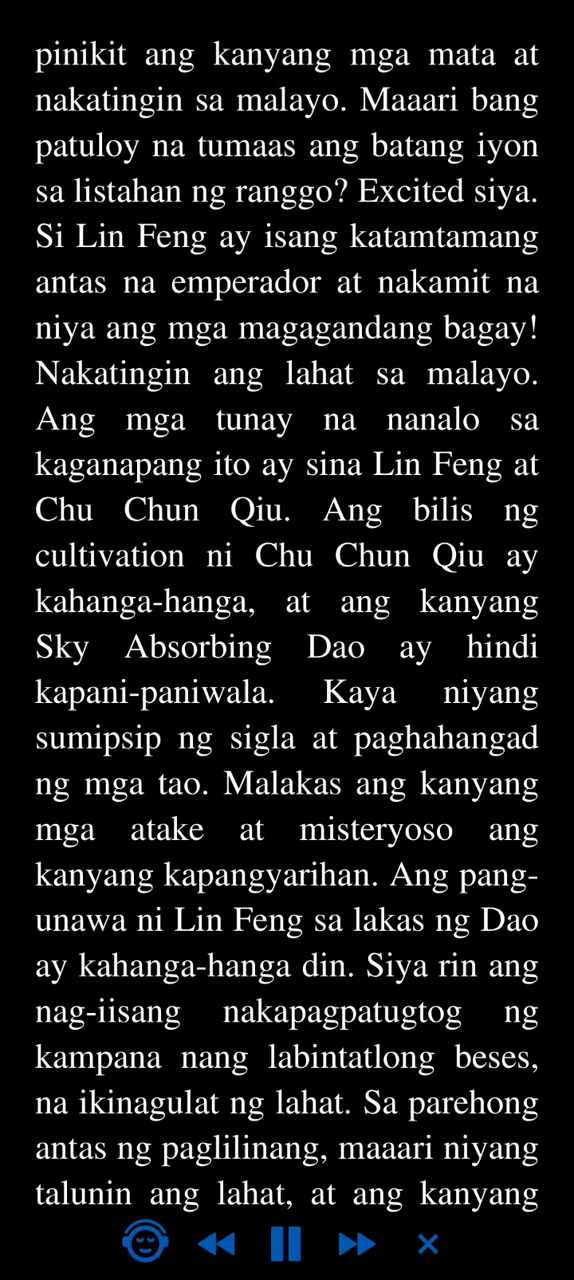 pinikit ang kanyang mga mata at
nakatingin sa malayo. Maaari bang
patuloy na tumaas ang batang iyon
sa listahan ng ranggo? Excited siya.
Si Lin Feng ay isang katamtamang
antas na emperador at nakamit na
niya ang mga magagandang bagay!
Nakatingin ang lahat sa malayo.
Ang mga tunay na nanalo sa
kaganapang ito ay sina Lin Feng at
Chu Chun Qiu. Ang bilis ng
cultivation ni Chu Chun Qiu ay
kahanga-hanga, at ang kanyang
Sky Absorbing Dao ay hindi
kapani-paniwala. Kaya niyang
sumipsip ng sigla at paghahangad
ng mga tao. Malakas ang kanyang
mga atake at misteryoso ang
kanyang kapangyarihan. Ang pang-
unawa ni Lin Feng sa lakas ng Dao
ay kahanga-hanga din. Siya rin ang
nag-iisang nakapagpatugtog ng
kampana nang labintatlong beses,
na ikinagulat ng lahat. Sa parehong
antas ng paglilinang, maaari niyang
talunin ang lahat, at ang kanyang